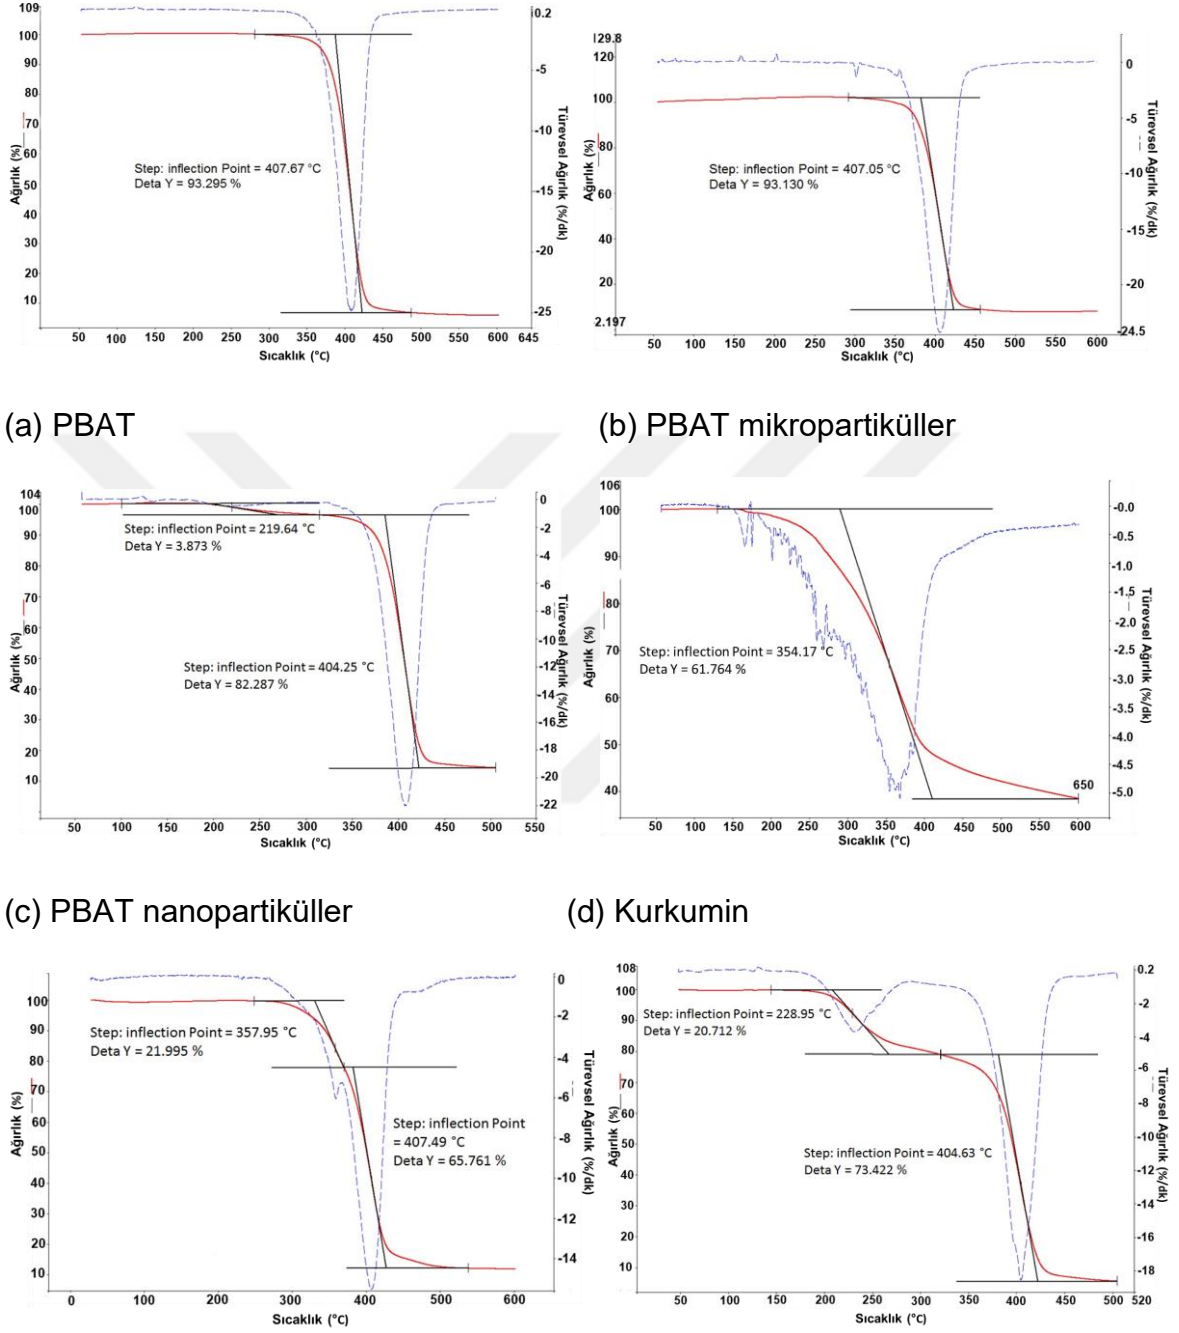 109
100
90
80
70
60
50
40
30
20
10
Ağırlık (%)
0.2
-5
-10
-15
-20
-25
Türevsel Ağırlık (%/dk)
Step: inflection Point = 407.67 °C
Deta Y = 93.295 %
50 100 150 200 250 300 350 400 450 500 550 600 645
Sıcaklık (°C)
129.8
120
100
80
60
40
20
2.197
Ağırlık (%)
0
-5
-10
-15
-20
-24.5
Türevsel Ağırlık (%/dk)
Step: inflection Point = 407.05 °C
Deta Y = 93.130 %
50 100 150 200 250 300 350 400 450 500 550 600
Sıcaklık (°C)
(a) PBAT
(b) PBAT mikropartiküller
104
100
90
80
70
60
50
40
30
20
10
Ağırlık (%)
0
-2
-4
-6
-8
-10
-12
-14
-16
-18
-20
-22
Türevsel Ağırlık (%/dk)
Step: inflection Point = 219.64 °C
Deta Y = 3.873 %
Step: inflection Point = 404.25 °C
Deta Y = 82.287 %
50 100 150 200 250 300 350 400 450 500 550
Sıcaklık (°C)
106
100
90
80
70
60
50
40
Ağırlık (%)
-0.0
-0.5
-1.0
-1.5
-2.0
-2.5
-3.0
-3.5
-4.0
-4.5
-5.0
Türevsel Ağırlık (%/dk)
Step: inflection Point = 354.17 °C
Deta Y = 61.764 %
650
50 100 150 200 250 300 350 400 450 500 550 600
Sıcaklık (°C)
(c) PBAT nanopartiküller
(d) Kurkumin
100
90
80
70
60
50
40
30
20
10
Ağırlık (%)
0
-2
-4
-6
-8
-10
-12
-14
Türevsel Ağırlık (%/dk)
Step: inflection Point = 357.95 °C
Deta Y = 21.995 %
Step: inflection Point
= 407.49 °C
Deta Y = 65.761 %
0 100 200 300 400 500 600
Sıcaklık (°C)
108
100
90
80
70
60
50
40
30
20
10
Ağırlık (%)
0.2
-2
-4
-6
-8
-10
-12
-14
-16
-18
Türevsel Ağırlık (%/dk)
Step: inflection Point = 228.95 °C
Deta Y = 20.712 %
Step: inflection Point = 404.63 °C
Deta Y = 73.422 %
50 100 150 200 250 300 350 400 450 500 520
Sıcaklık (°C)